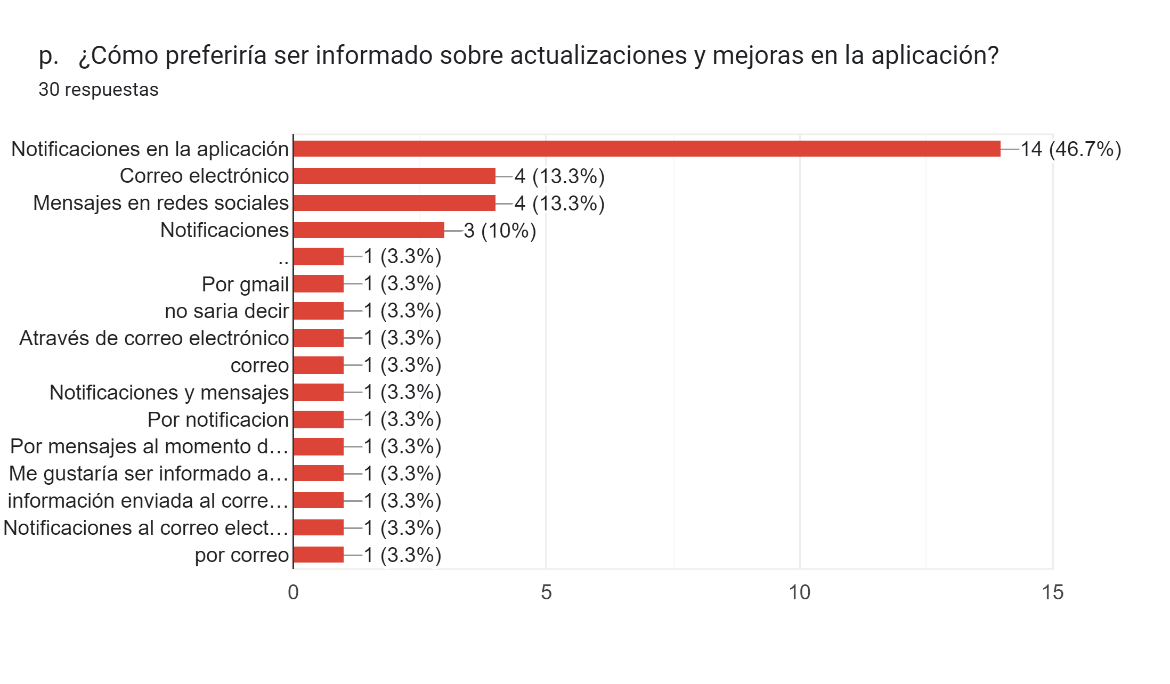 p. ¿Cómo preferiría ser informado sobre actualizaciones y mejoras en la aplicación?
30 respuestas
Notificaciones en la aplicación 14 (46.7%)
Correo electrónico 4 (13.3%)
Mensajes en redes sociales 4 (13.3%)
Notificaciones 3 (10%)
.. 1 (3.3%)
Por gmail 1 (3.3%)
no saria decir 1 (3.3%)
Através de correo electrónico 1 (3.3%)
correo 1 (3.3%)
Notificaciones y mensajes 1 (3.3%)
Por notificacion 1 (3.3%)
Por mensajes al momento d… 1 (3.3%)
Me gustaría ser informado a… 1 (3.3%)
información enviada al corre… 1 (3.3%)
Notificaciones al correo elect… 1 (3.3%)
por correo 1 (3.3%)
0 5 10 15